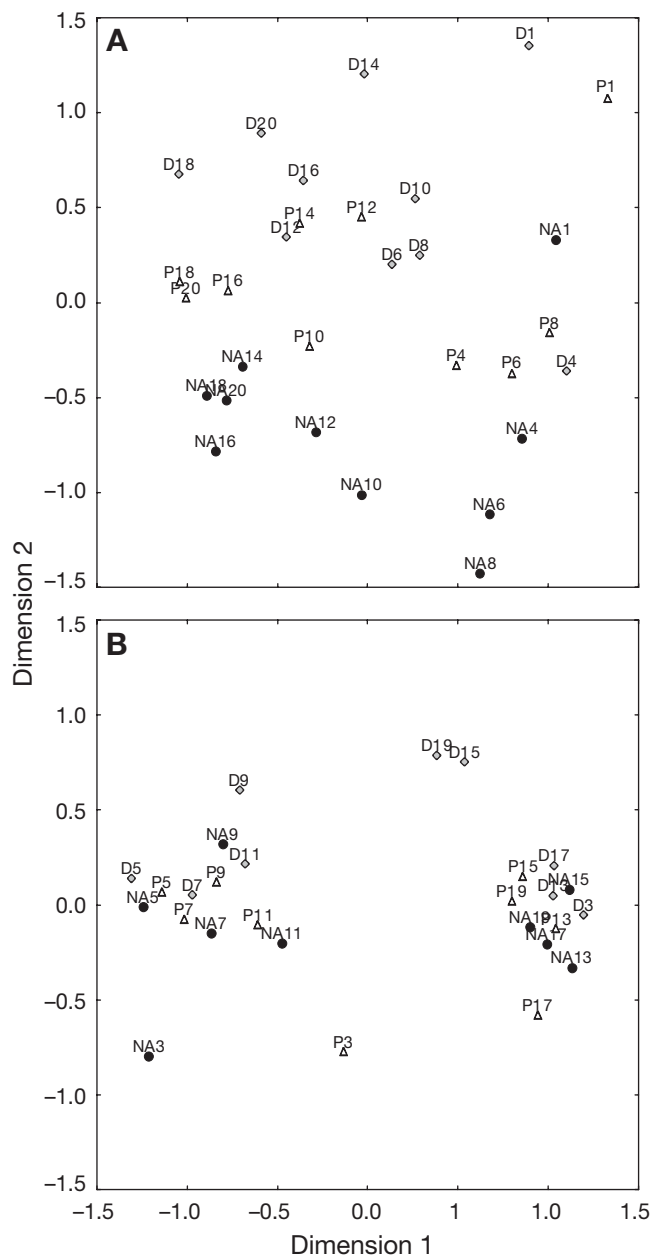 A
1.5
D1
D14
P1
1.0
D20
D18
D16
D10
0.5
P14
P12
D12
NA1
D6
D8
P18
P20
P16
0.0
P10
P8
NA14
P4
P6
D4
NA18
NA20
−0.5
NA12
NA4
NA16
NA10
−1.0
NA6
NA8
−1.5
Dimension 2
B
1.5
1.0
D19
D15
D9
0.5
NA9
D11
D5
P5
D7
P9
NA5
P7
NA7
P11
NA11
D17
P15
NA15
P19
D13
D3
0.0
NA19
P13
NA17
NA13
−0.5
P17
NA3
P3
−1.0
−1.5
−1.5
−1.0
−0.5
0.0
1
1.0
1.5
Dimension 1